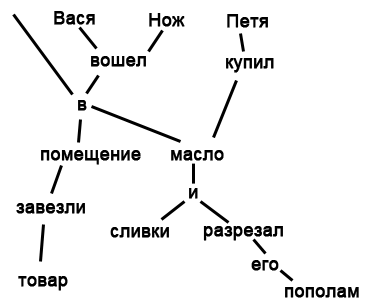 Вася
Нож
Петя
вошел
купил
в
помещение
масло
и
завезли
сливки
разрезал
его
товар
пополам